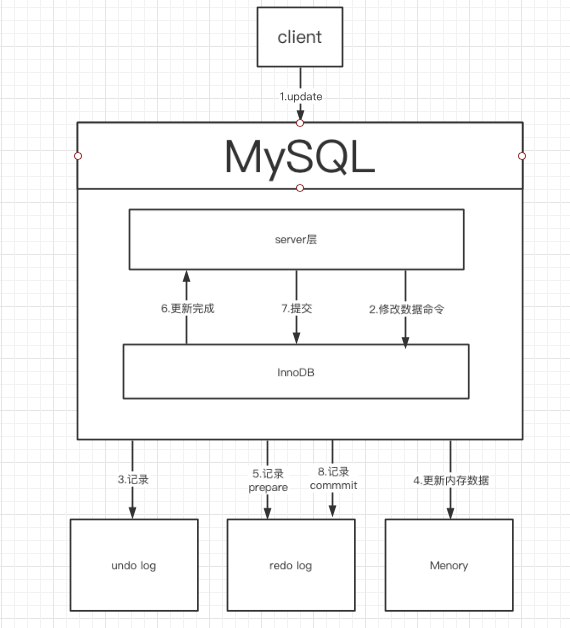 client
1.update
MySQL
server层
6.更新完成
7.提交
2.修改数据命令
InnoDB
3.记录
5.记录
prepare
8.记录
commmit
4.更新内存数据
undo log
redo log
Menory